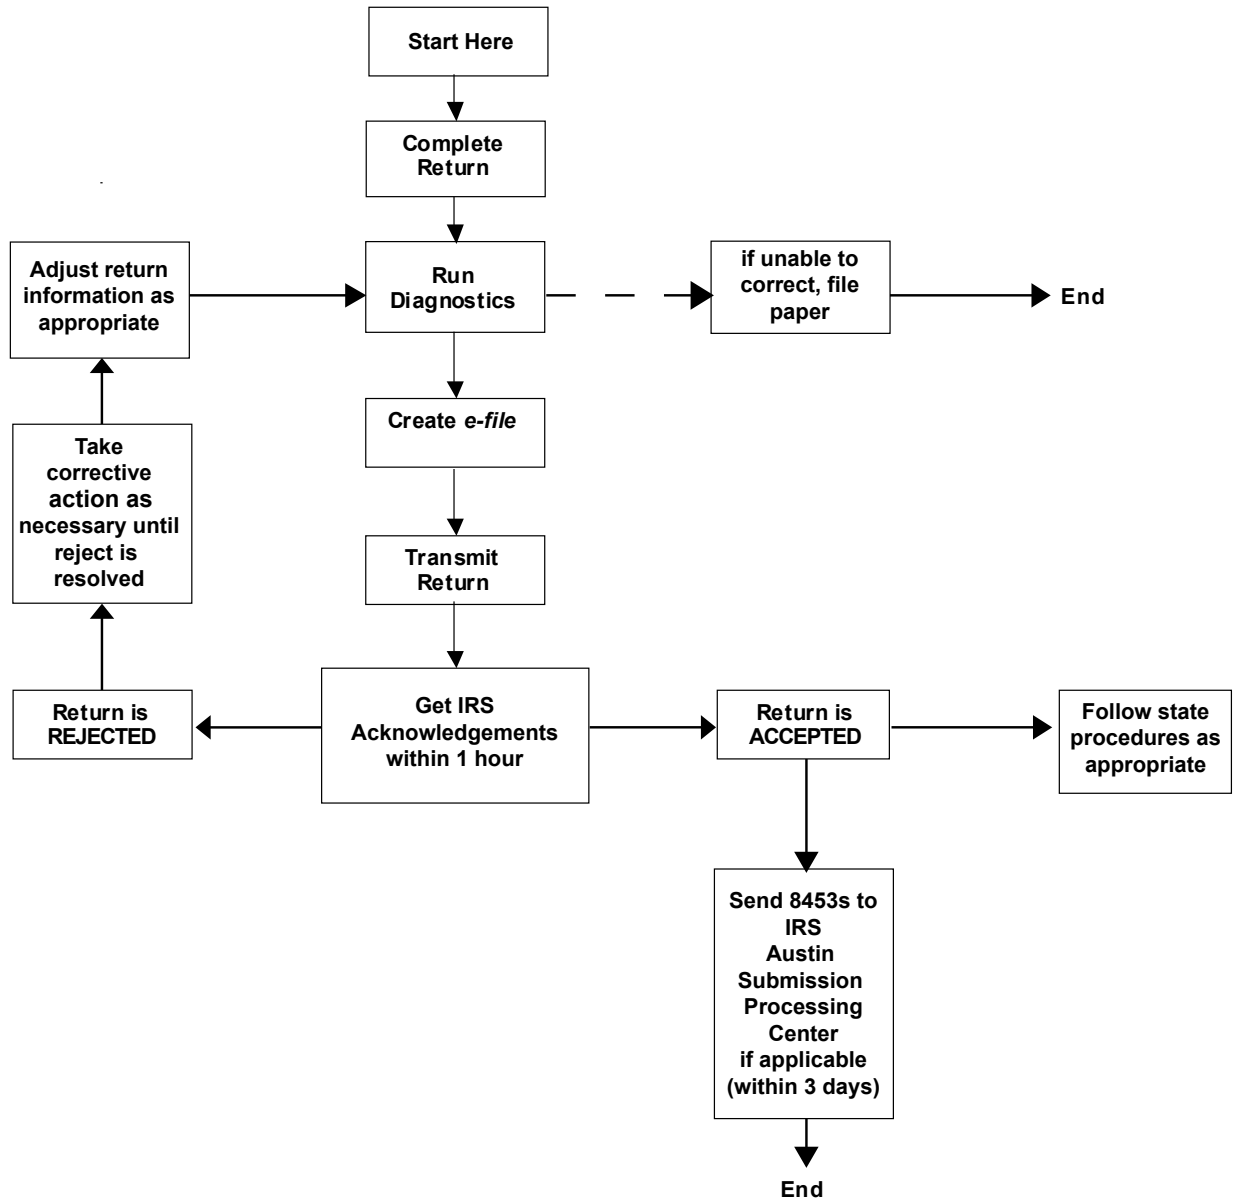 Start Here
Complete
Return
Adjust return
information as
appropriate
Run
Diagnostics
if unable to
correct, file
paper
End
Create e-file
Take
corrective
action as
necessary until
reject is
resolved
Transmit
Return
Return is
REJECTED
Get IRS
Acknowledgements
within 1 hour
Return is
ACCEPTED
Follow state
procedures as
appropriate
Send 8453s to
IRS
Austin
Submission
Processing
Center
if applicable
(within 3 days)
End